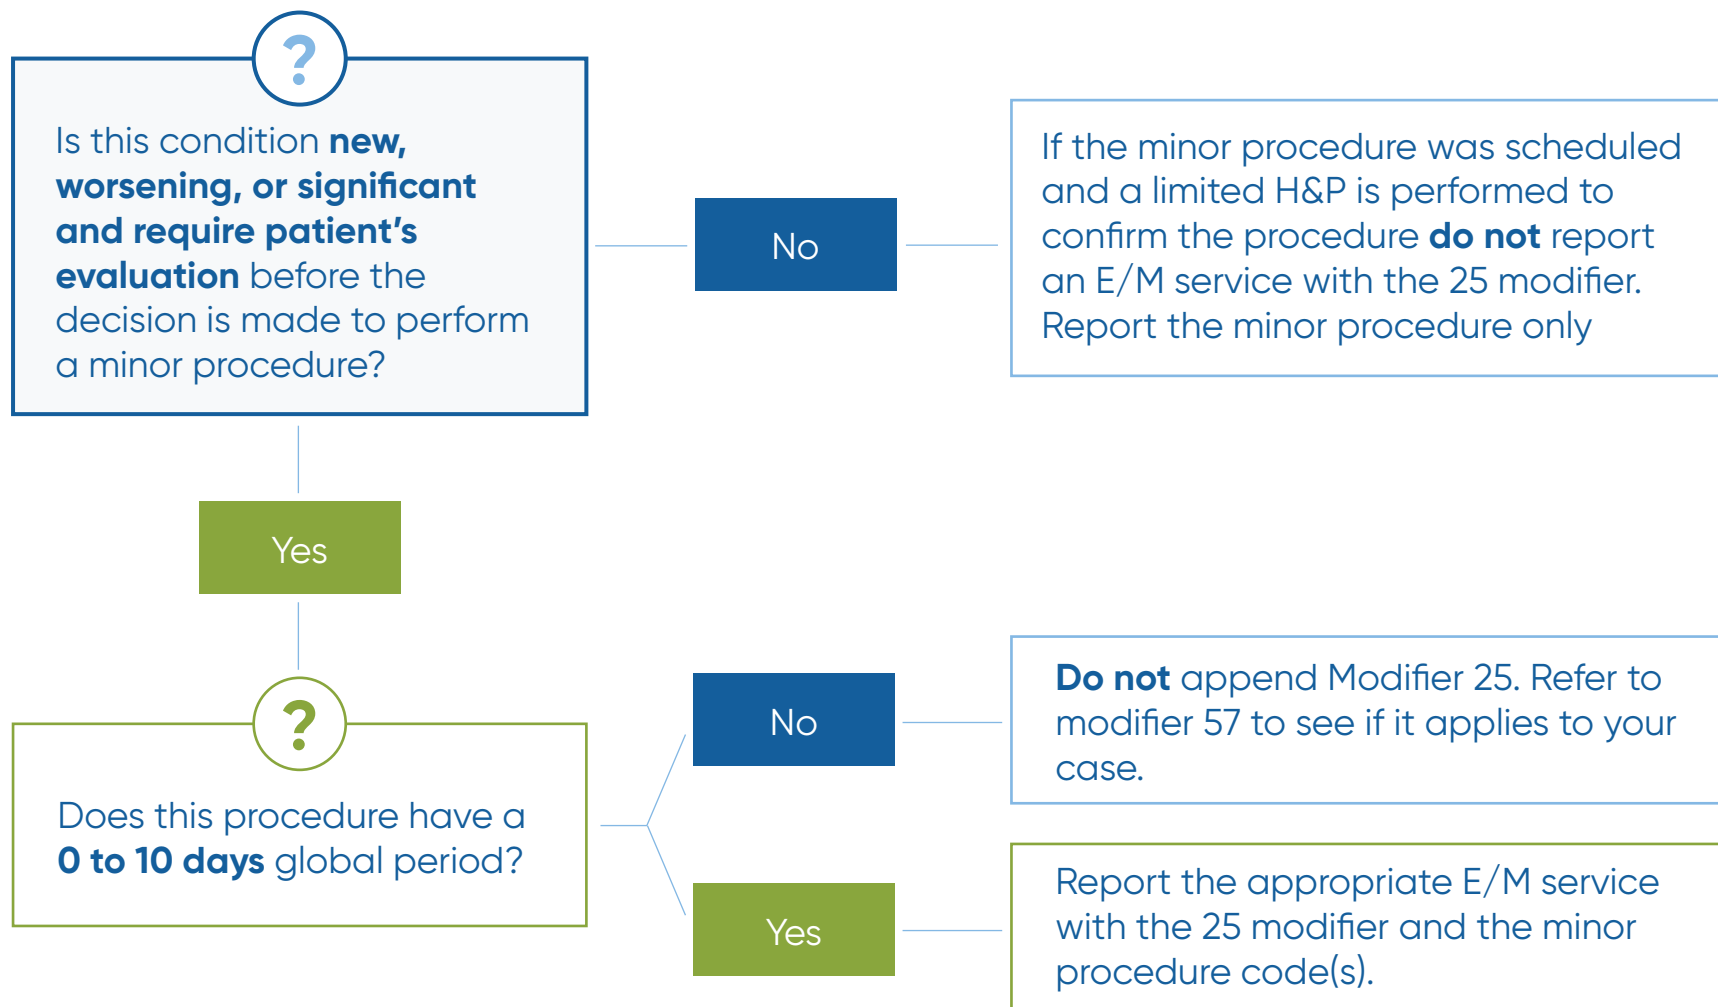 ?
Is this condition new,
worsening, or significant
and require patient's
evaluation before the
decision is made to perform
a minor procedure?
No
If the minor procedure was scheduled
and a limited H&P is performed to
confirm the procedure do not report
an E/M service with the 25 modifier.
Report the minor procedure only
Yes
?
Does this procedure have a
0 to 10 days global period?
No
Do not append Modifier 25. Refer to
modifier 57 to see if it applies to your
case.
Yes
Report the appropriate E/M service
with the 25 modifier and the minor
procedure code(s).